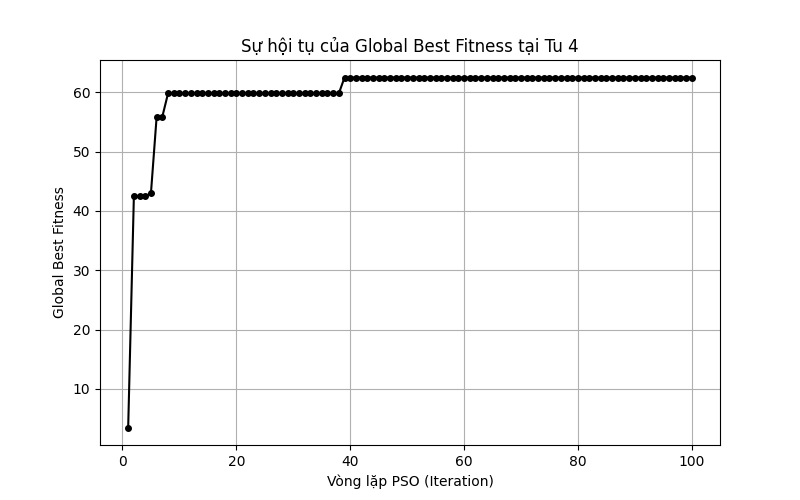 Sự hội tụ của Global Best Fitness tại Tu 4
Global Best Fitness
60
50
40
30
20
10
0 20 40 60 80 100
Vòng lặp PSO (Iteration)